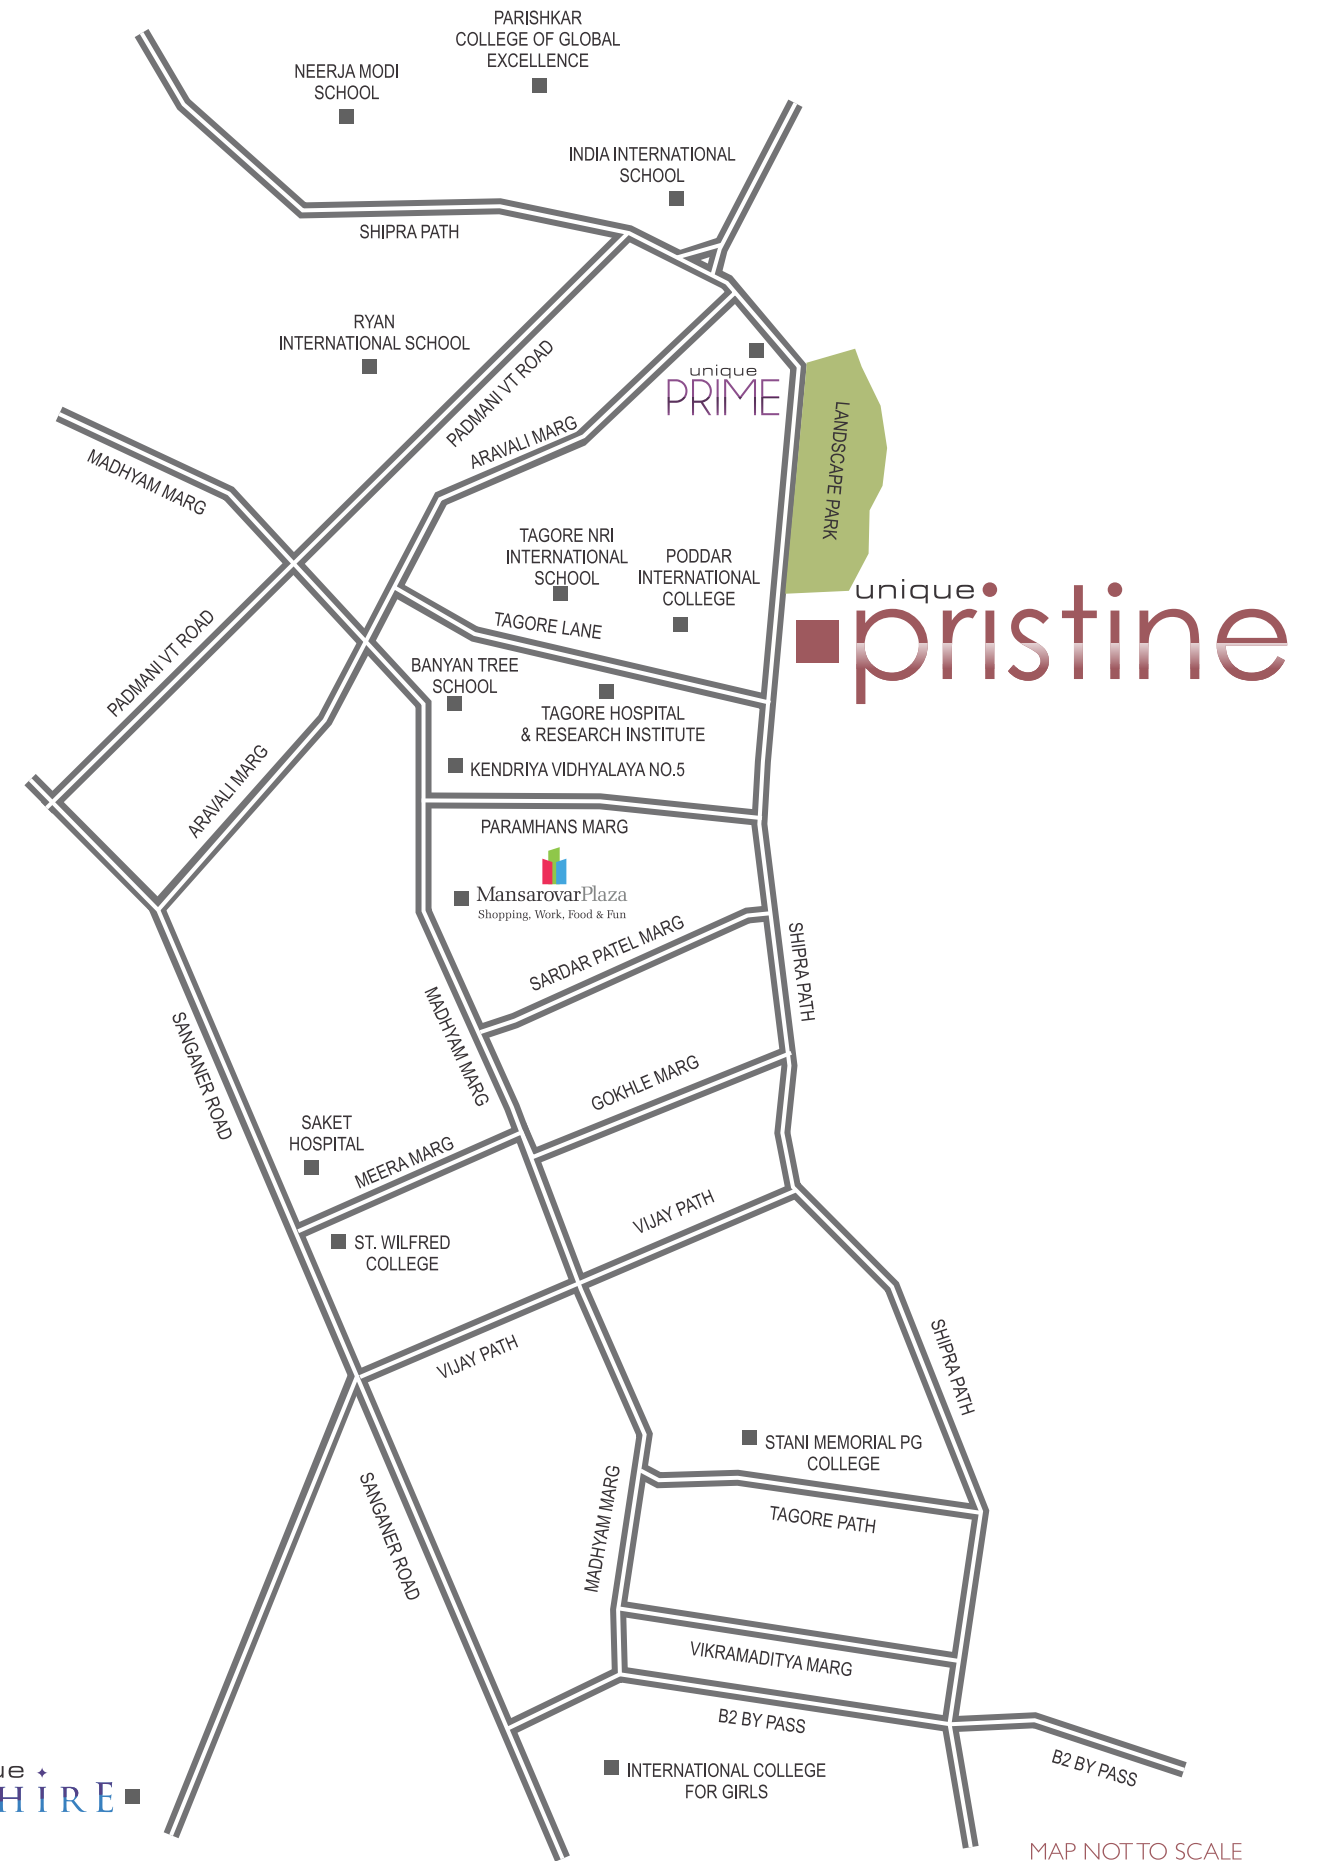 PARISHKAR
COLLEGE OF GLOBAL
EXCELLENCE
NEERJA MODI
SCHOOL
INDIA INTERNATIONAL
SCHOOL
SHIPRA PATH
RYAN
INTERNATIONAL SCHOOL
PADMANI VT ROAD
unique
PRIME
ARAVALI MARG
LANDSCAPE PARK
MADHYAM MARG
TAGORE NRI
INTERNATIONAL
SCHOOL
PODDAR
INTERNATIONAL
COLLEGE
unique
pristine
TAGORE LANE
PADMANI VT ROAD
BANYAN TREE
SCHOOL
TAGORE HOSPITAL
& RESEARCH INSTITUTE
KENDRIYA VIDHYALAYA NO.5
ARAVALI MARG
PARAMHANS MARG
MansarovarPlaza
Shopping, Work, Food & Fun
SARDAR PATEL MARG
SHIPRA PATH
MADHYAM MARG
SANGANER ROAD
GOKHLE MARG
SAKET
HOSPITAL
MEERA MARG
VIJAY PATH
ST. WILFRED
COLLEGE
VIJAY PATH
SHIPRA PATH
STANI MEMORIAL PG
COLLEGE
SANGANER ROAD
MADHYAM MARG
TAGORE PATH
VIKRAMADITYA MARG
B2 BY PASS
B2 BY PASS
INTERNATIONAL COLLEGE
FOR GIRLS
ue
HIRE
MAP NOT TO SCALE